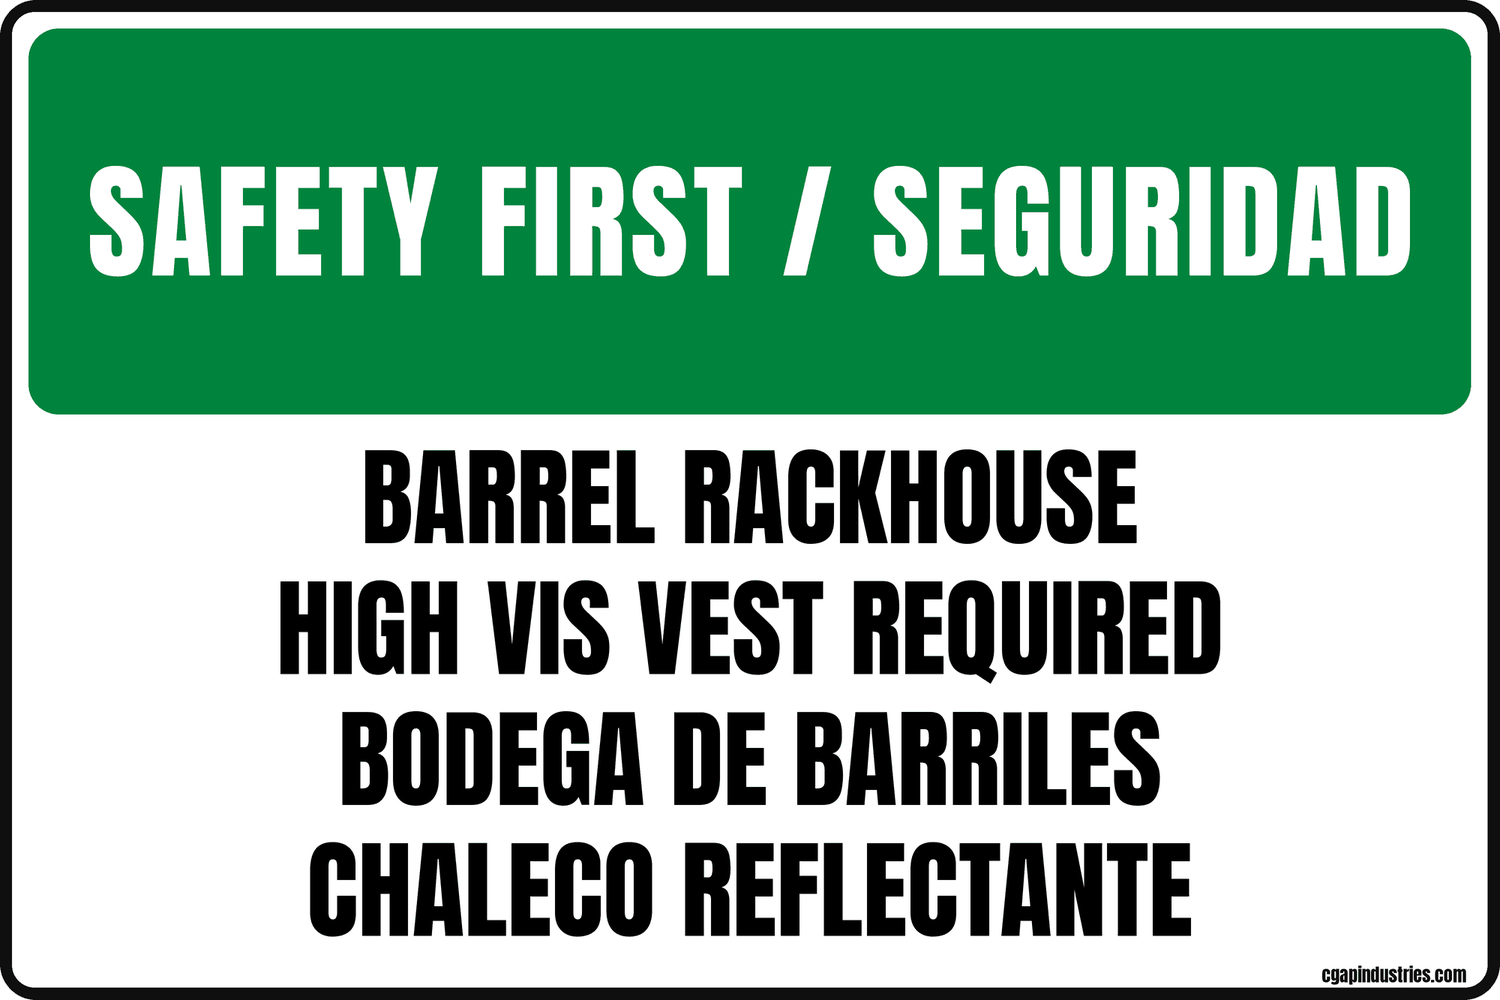 SAFETY FIRST / SEGURIDAD
BARREL RACKHOUSE
HIGH VIS VEST REQUIRED
BODEGA DE BARRILES
CHALECO REFLECTANTE
cgapindustries.com